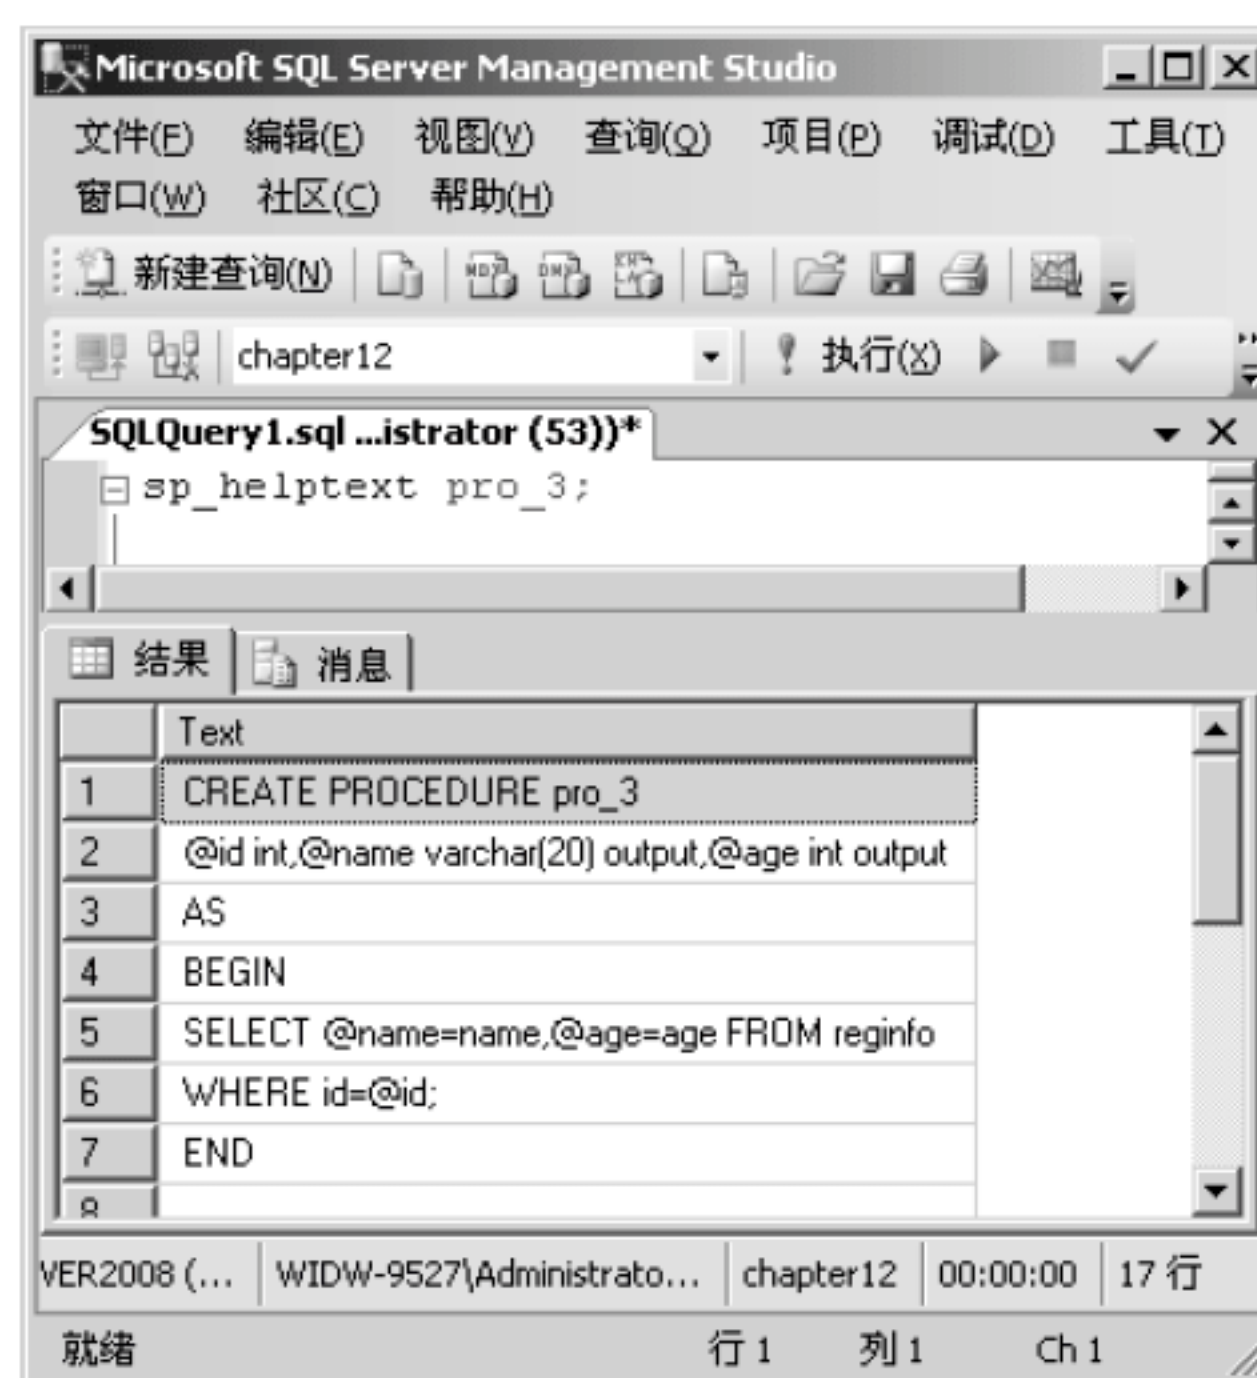 Microsoft SQL Server Management Studio
文件(F) 编辑(E) 视图(V) 查询(Q) 项目(P) 调试(D) 工具(T)
窗口(W) 社区(C) 帮助(H)
新建查询(N)
chapter12 执行(X)
SQLQuery1.sql ...istrator (53))*
sp_helptext pro_3;
结果 消息
Text
1 CREATE PROCEDURE pro_3
2 @id int,@name varchar(20) output,@age int output
3 AS
4 BEGIN
5 SELECT @name=name,@age=age FROM reginfo
6 WHERE id=@id;
7 END
8
VER2008 (... WIDW-9527\Administrato... chapter12 00:00:00 17 行
就绪 行 1 列 1 Ch 1